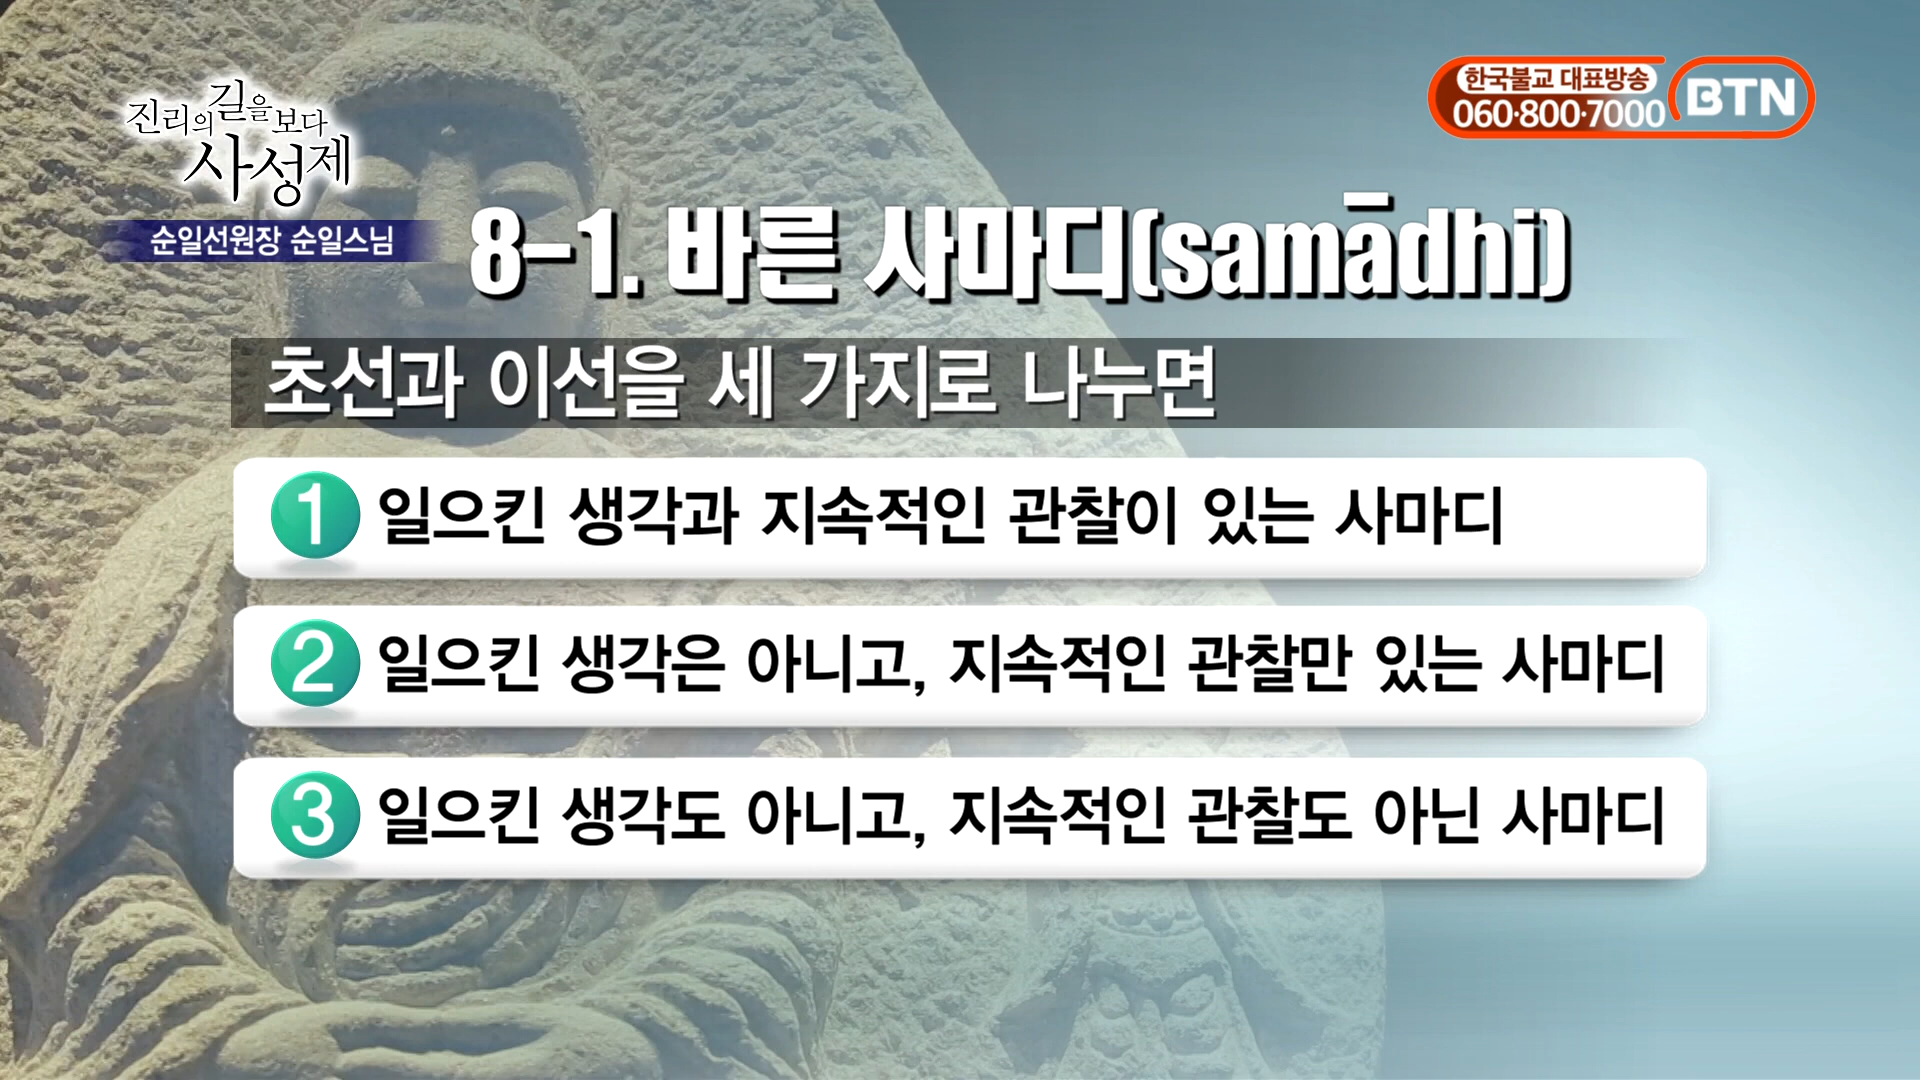 진리의 길을 보다
사성제
순일선원장 순일스님
한국불교 대표방송
060·800·7000
BTN
8-1. 바른 사마디(samādhi)
초선과 이선을 세 가지로 나누면
1 일으킨 생각과 지속적인 관찰이 있는 사마디
2 일으킨 생각은 아니고, 지속적인 관찰만 있는 사마디
3 일으킨 생각도 아니고, 지속적인 관찰도 아닌 사마디